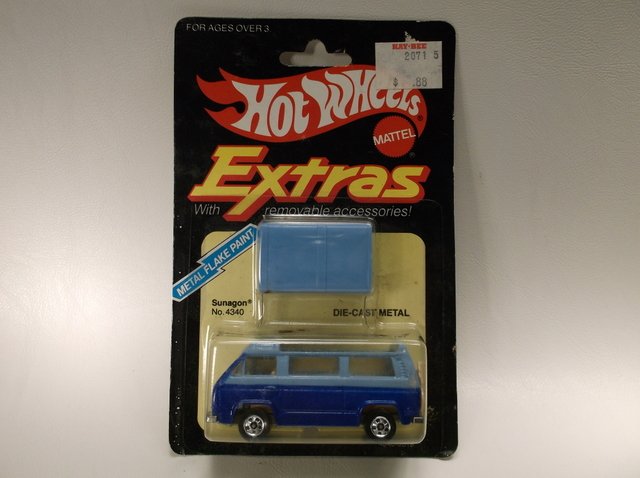 FOR AGES OVER 3
KAY·BEE
2071 5
$ .88
HOT WHEELS®
MATTEL
Extras
With removable accessories!
METAL FLAKE PAINT
Sunagon®
No. 4340
DIE-CAST METAL